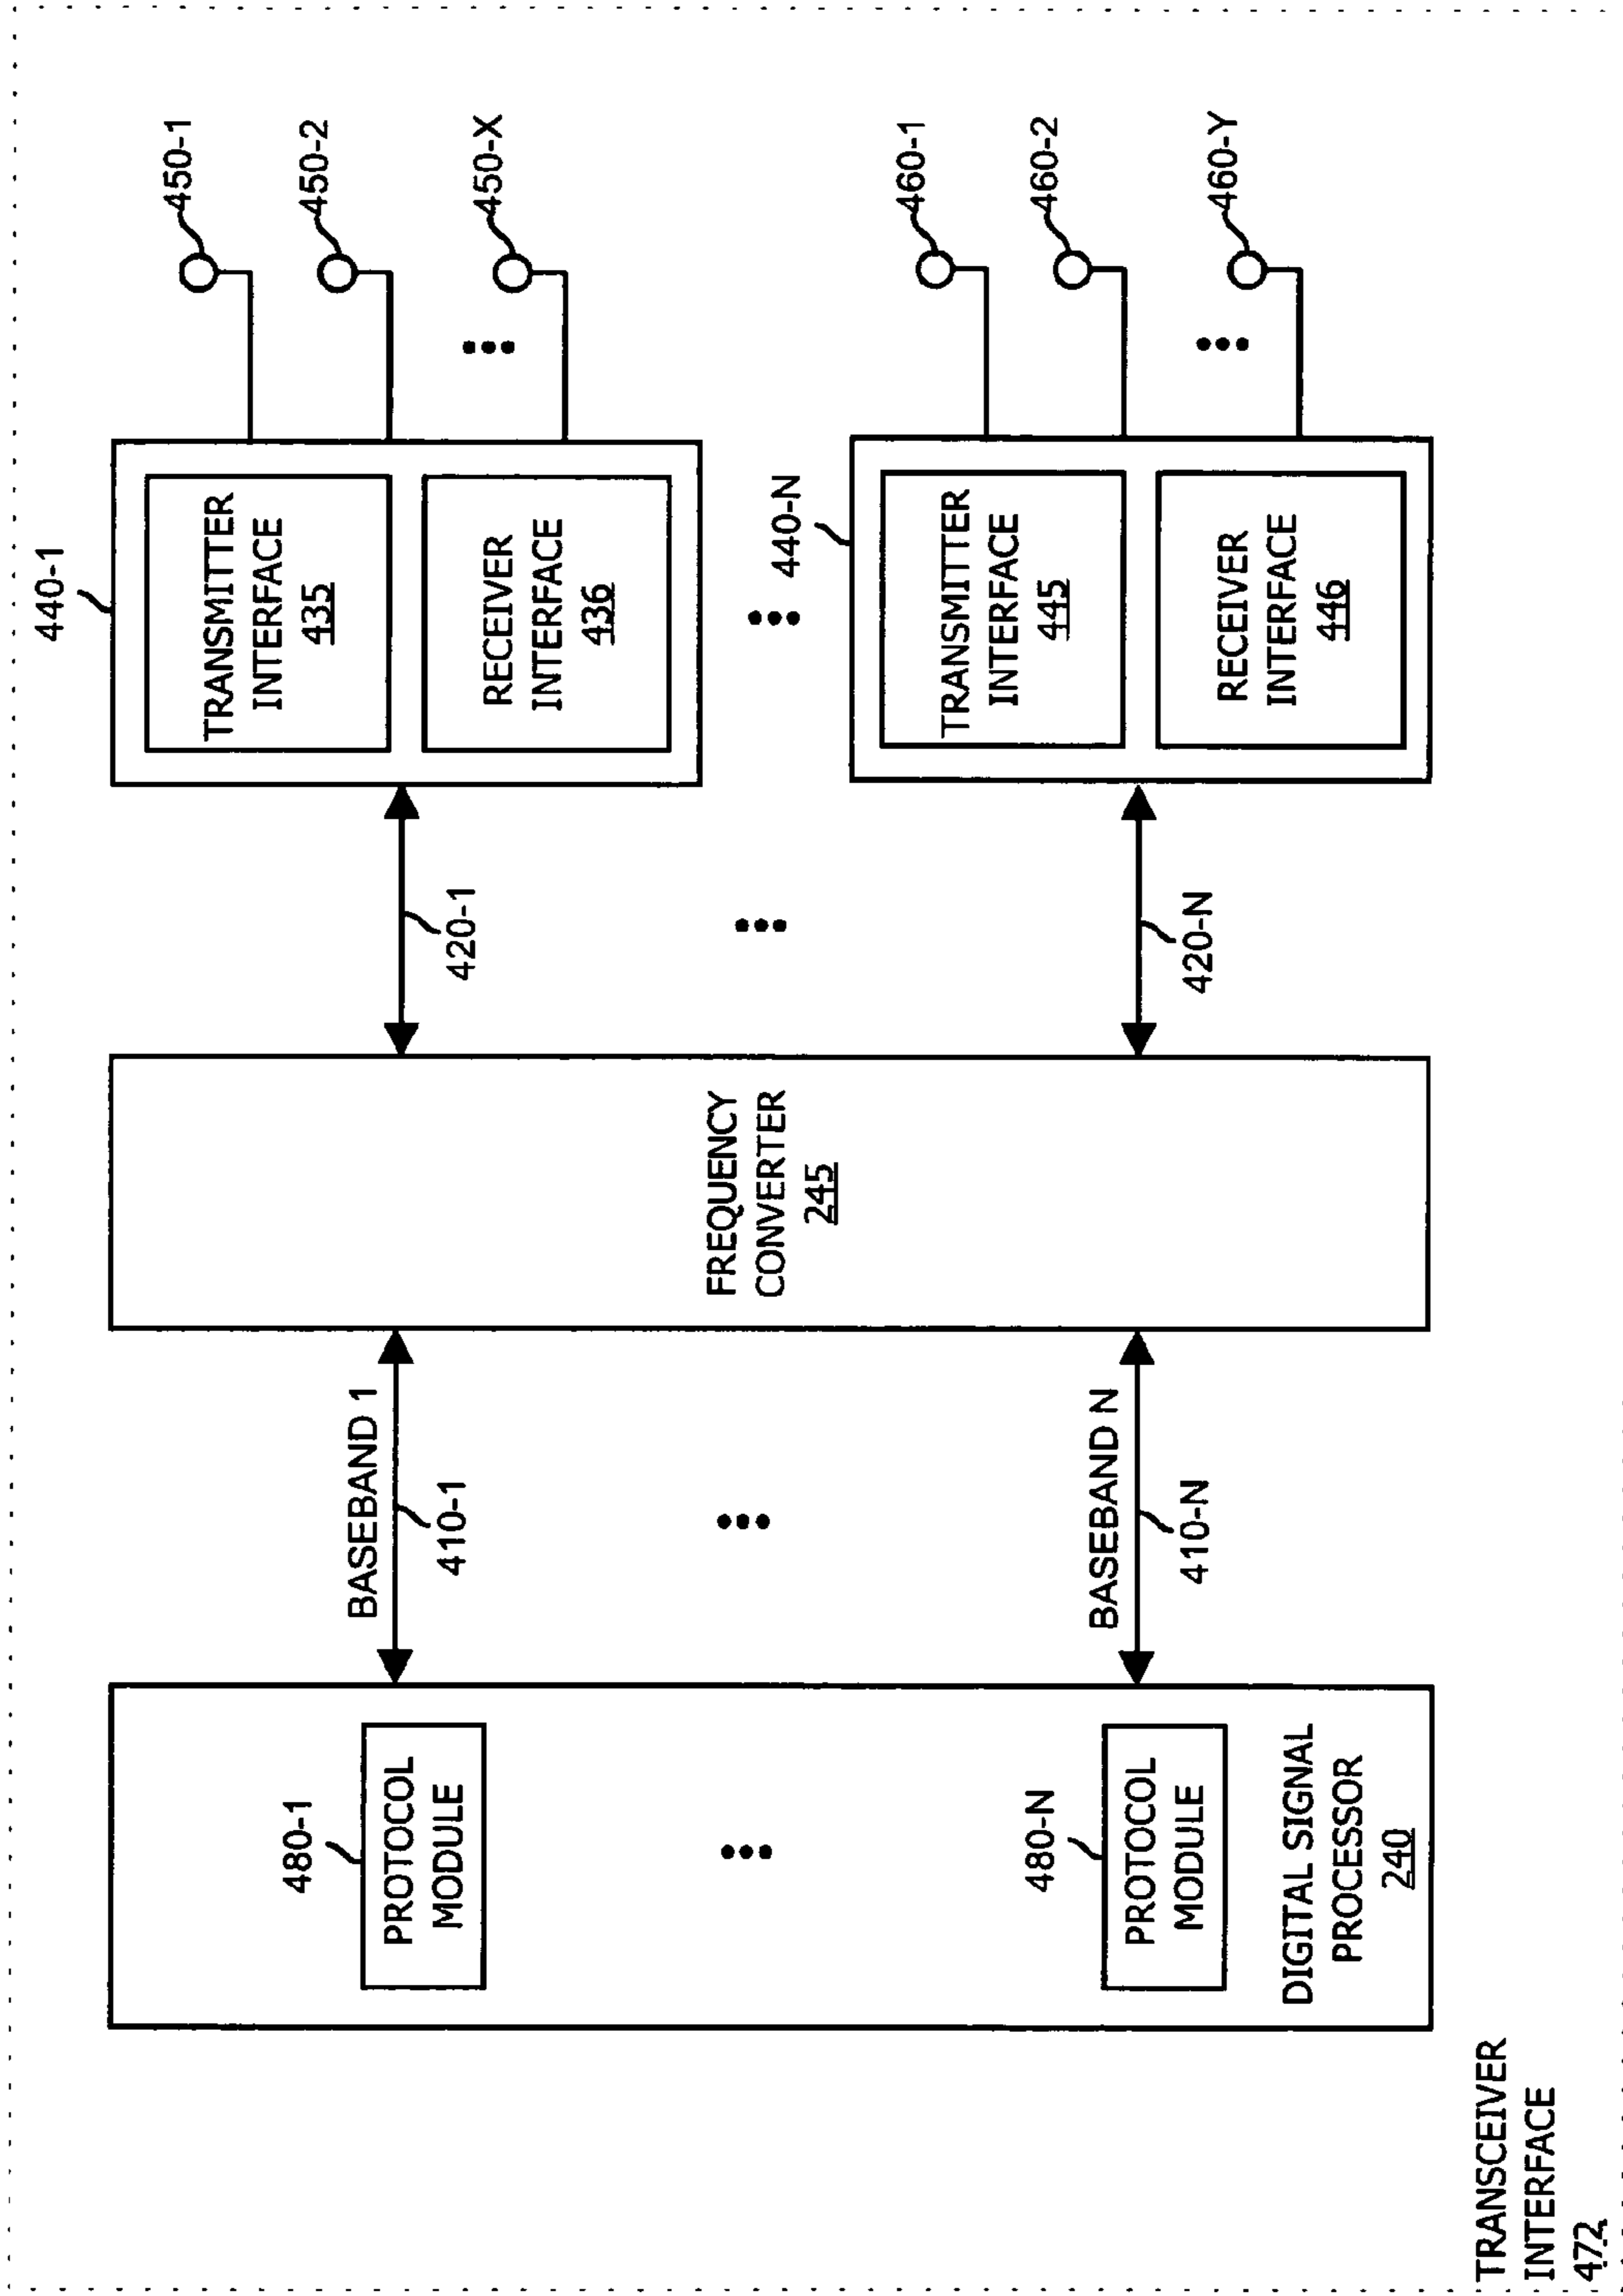 440-1
TRANSMITTER
INTERFACE
435
RECEIVER
INTERFACE
436
450-1
450-2
450-X
440-N
TRANSMITTER
INTERFACE
445
RECEIVER
INTERFACE
446
460-1
460-2
460-Y
420-1
420-N
FREQUENCY
CONVERTER
245
BASEBAND 1
410-1
BASEBAND N
410-N
480-1
PROTOCOL
MODULE
480-N
PROTOCOL
MODULE
DIGITAL SIGNAL
PROCESSOR
240
TRANSCEIVER
INTERFACE
472